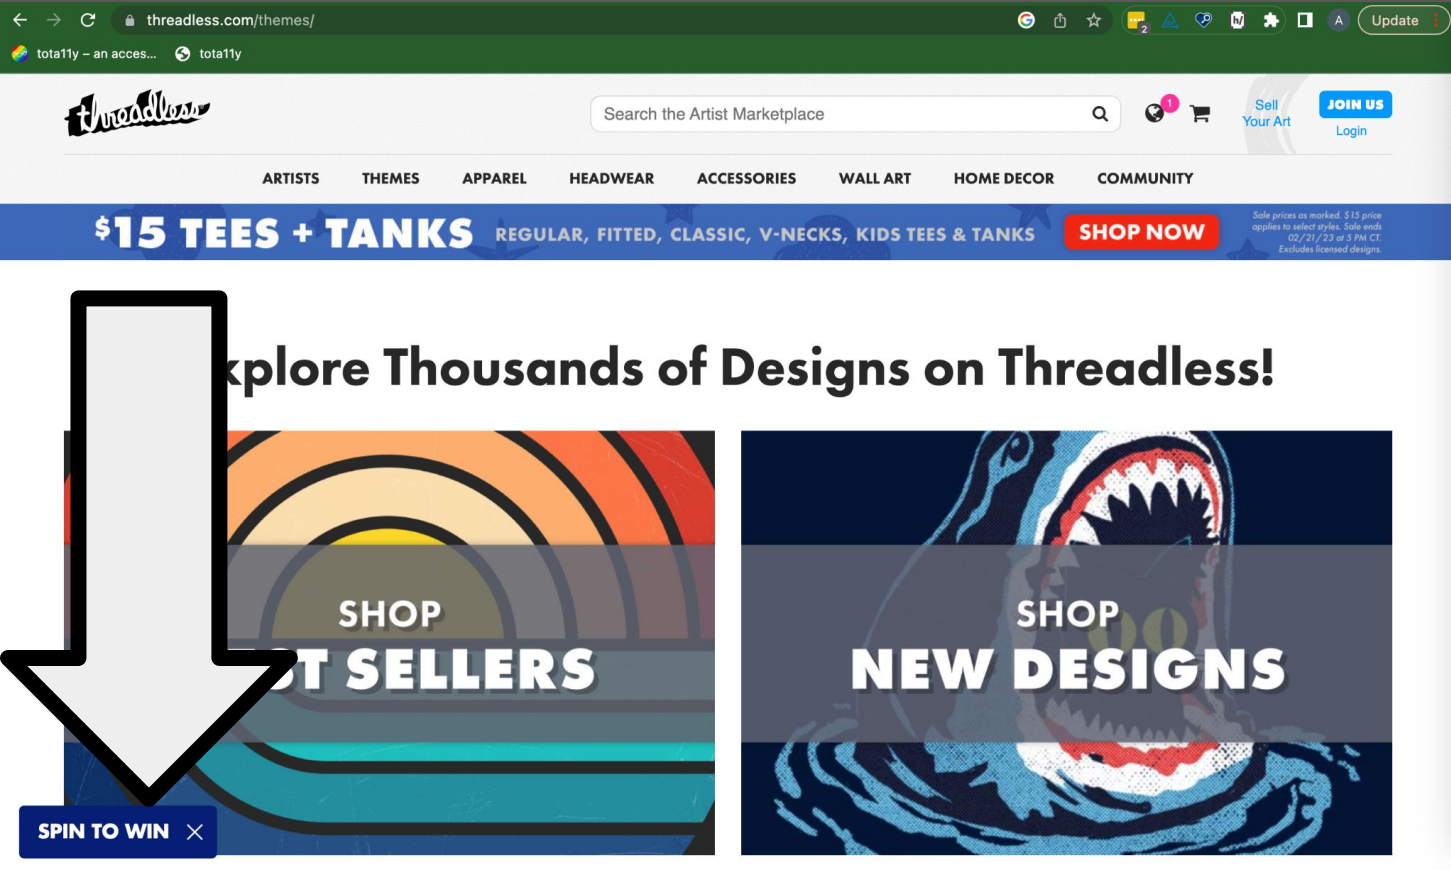 threadless.com/themes/
G
2
A
Update
tota11y – an acces...
tota11y
threadless
Search the Artist Marketplace
1
Sell
Your Art
JOIN US
Login
ARTISTS THEMES APPAREL HEADWEAR ACCESSORIES WALL ART HOME DECOR COMMUNITY
$15 TEES + TANKS REGULAR, FITTED, CLASSIC, V-NECKS, KIDS TEES & TANKS SHOP NOW
Sale prices as marked. $15 price
applies to select styles. Sale ends
02/21/23 at 5 PM CT.
Excludes licensed designs.
xplore Thousands of Designs on Threadless!
SHOP
ST SELLERS
SHOP
NEW DESIGNS
SPIN TO WIN